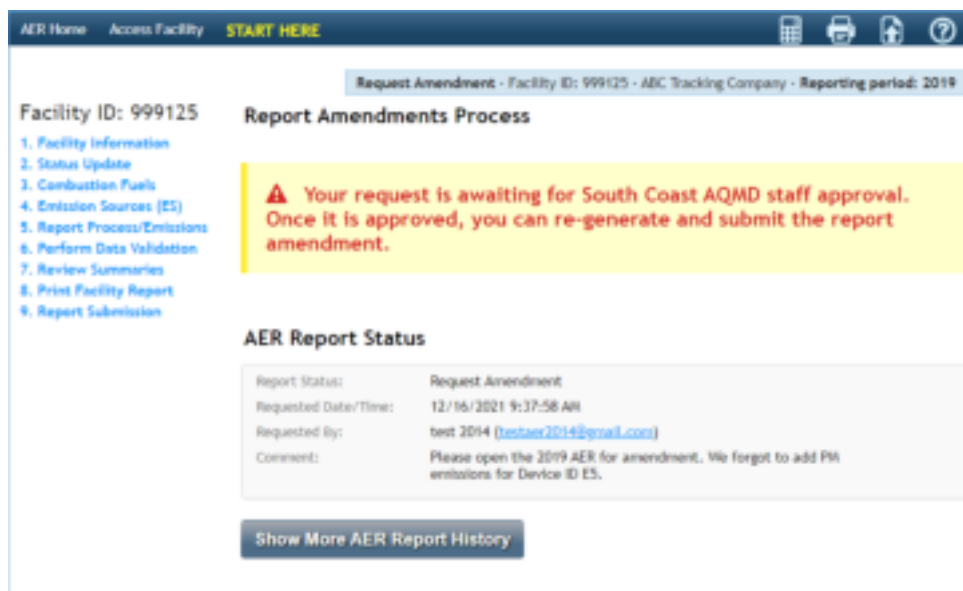 AER Home Access Facility START HERE
Request Amendment - Facility ID: 999125 - ABC Tracking Company - Reporting period: 2019
Facility ID: 999125
1. Facility Information
2. Status Update
3. Combustion Fuels
4. Emission Sources (ES)
5. Report Process/Emissions
6. Perform Data Validation
7. Review Summaries
8. Print Facility Report
9. Report Submission
Report Amendments Process
Your request is awaiting for South Coast AQMD staff approval.
Once it is approved, you can re-generate and submit the report
amendment.
AER Report Status
Report Status: Request Amendment
Requested Date/Time: 12/16/2021 9:37:58 AM
Requested By: test 2014 (testaer2014@gmail.com)
Comment: Please open the 2019 AER for amendment. We forgot to add PM
emissions for Device ID E5.
Show More AER Report History